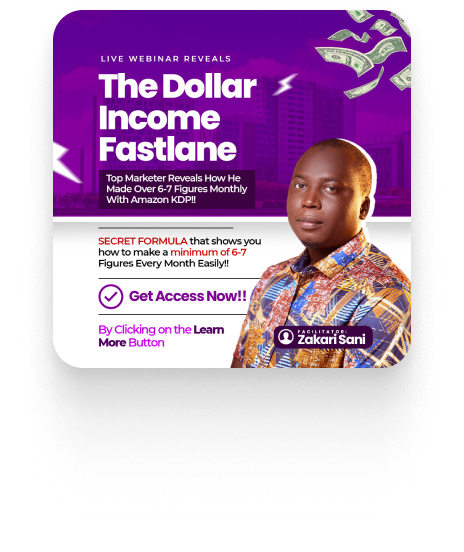 LIVE WEBINAR REVEALS
The Dollar
Income
Fastlane
Top Marketer Reveals How He
Made Over 6-7 Figures Monthly
With Amazon KDP!!
SECRET FORMULA that shows you
how to make a minimum of 6-7
Figures Every Month Easily!!
Get Access Now!!
By Clicking on the Learn
More Button
FACILITATOR:
Zakari Sani